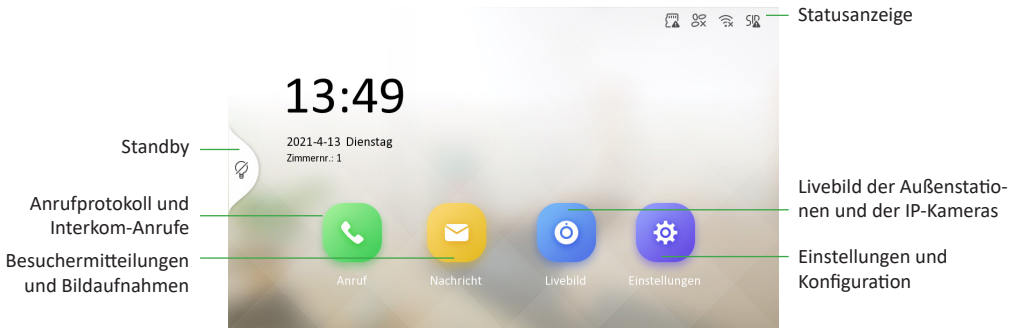 Statusanzeige
SIP
13:49
2021-4-13 Dienstag
Zimmernr.: 1
Standby
Anrufprotokoll und
Interkom-Anrufe
Besuchermitteilungen
und Bildaufnahmen
Livebild der Außenstatio-
nen und der IP-Kameras
Einstellungen und
Konfiguration
Anruf
Nachricht
Livebild
Einstellungen